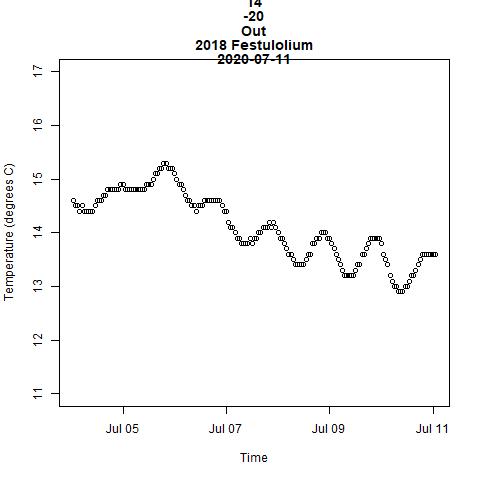 14
-20
Out
2018 Festulolium
2020-07-11
17
16
15
14
13
12
11
Temperature (degrees C)
Jul 05
Jul 07
Jul 09
Jul 11
Time